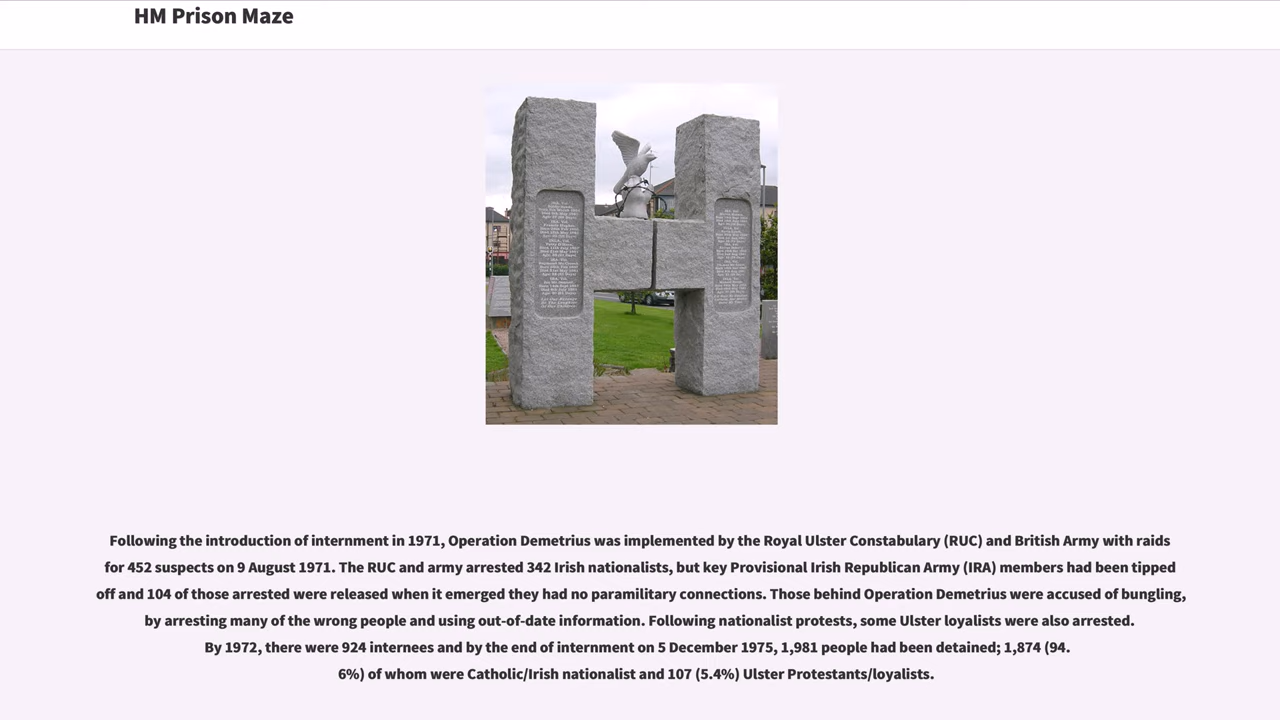 HM Prison Maze
Following the introduction of internment in 1971, Operation Demetrius was implemented by the Royal Ulster Constabulary (RUC) and British Army with raids
for 452 suspects on 9 August 1971. The RUC and army arrested 342 Irish nationalists, but key Provisional Irish Republican Army (IRA) members had been tipped
off and 104 of those arrested were released when it emerged they had no paramilitary connections. Those behind Operation Demetrius were accused of bungling,
by arresting many of the wrong people and using out-of-date information. Following nationalist protests, some Ulster loyalists were also arrested.
By 1972, there were 924 internees and by the end of internment on 5 December 1975, 1,981 people had been detained; 1,874 (94.
6%) of whom were Catholic/Irish nationalist and 107 (5.4%) Ulster Protestants/loyalists.